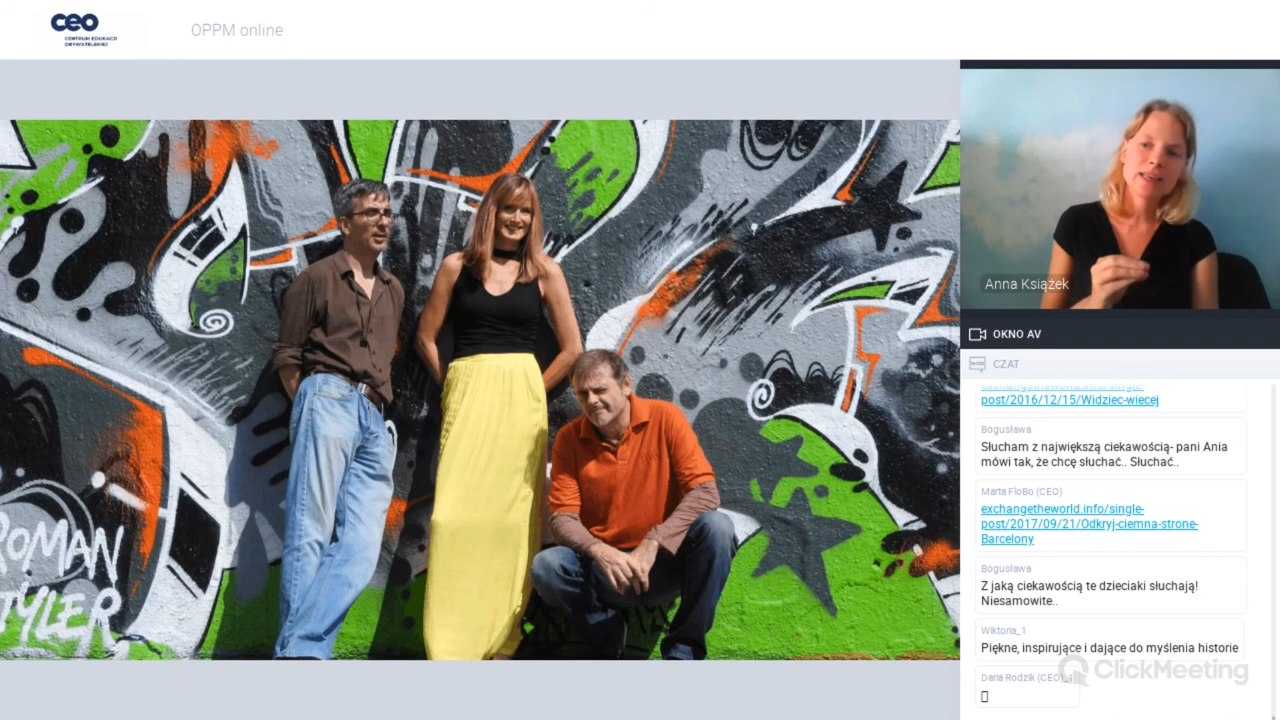 ceo
CENTRUM EDUKACJI
OBYWATELSKIEJ
OPPM online
ROMAN
TYLER
Anna Książek
OKNO AV
CZAT
exchangetheworld.info/single-
post/2016/12/15/Widziec-wiecej
Bogusława
Słucham z największą ciekawością- pani Ania
mówi tak, że chcę słuchać.. Słuchać..
Marta FloBo (CEO)
exchangetheworld.info/single-
post/2017/09/21/Odkryj-ciemna-strone-
Barcelony
Bogusława
Z jaką ciekawością te dzieciaki słuchają!
Niesamowite..
Wiktoria_1
Piękne, inspirujące i dające do myślenia historie
Daria Rodzik (CEO)_1
ClickMeeting